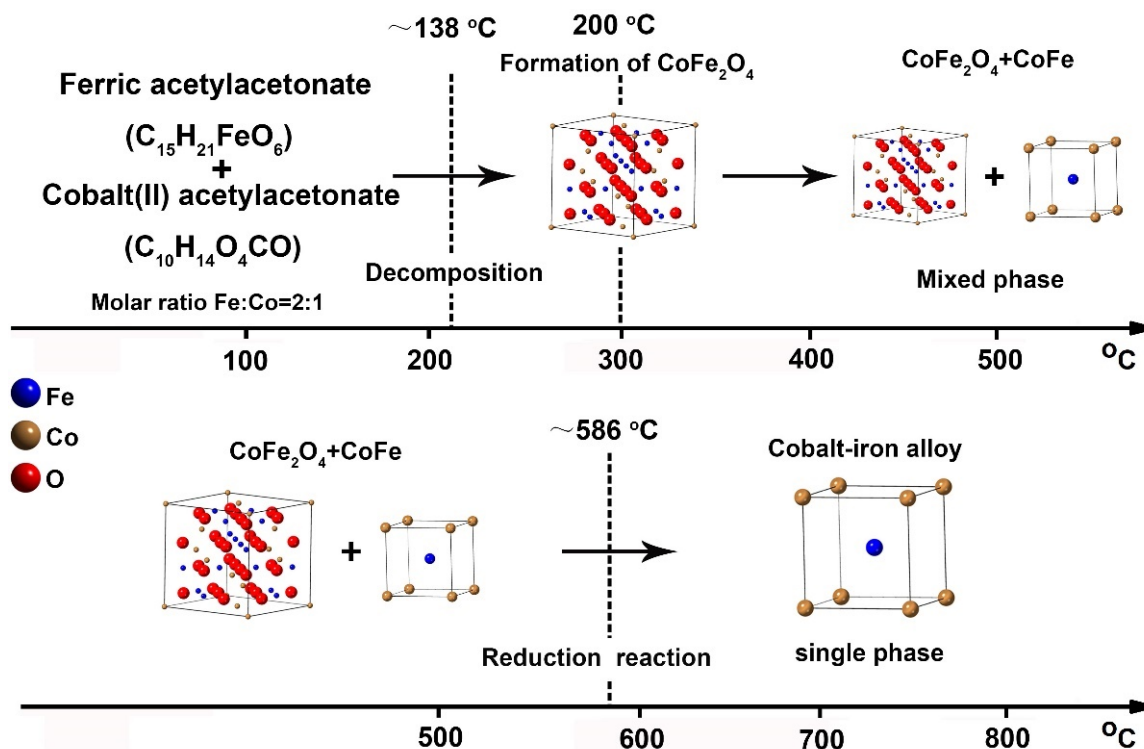 ~138 °C
200 °C
Formation of CoFe₂O₄
CoFe₂O₄+CoFe
Ferric acetylacetonate
(C₁₅H₂₁FeO₆)
+
Cobalt(II) acetylacetonate
(C₁₀H₁₄O₄CO)
Molar ratio Fe:Co=2:1
+
Decomposition
Mixed phase
100
200
300
400
500
°C
Fe
Co
O
~586 °C
CoFe₂O₄+CoFe
Cobalt-iron alloy
+
Reduction reaction
single phase
500
600
700
800
°C